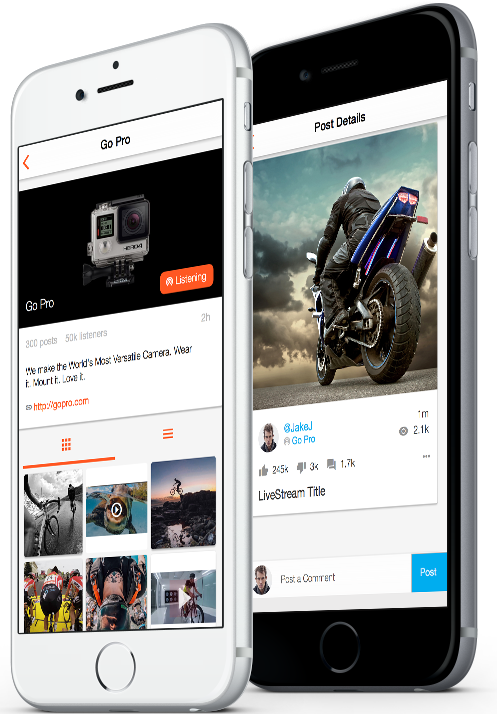 Go Pro
HERO4
Listening
Go Pro
300 posts 50k listeners
2h
We make the World's Most Versatile Camera. Wear
it. Mount it. Love it.
http://gopro.com
Post Details
@JakeJ
Go Pro
1m
2.1k
245k 3k 1.7k
LiveStream Title
Post a Comment
Post